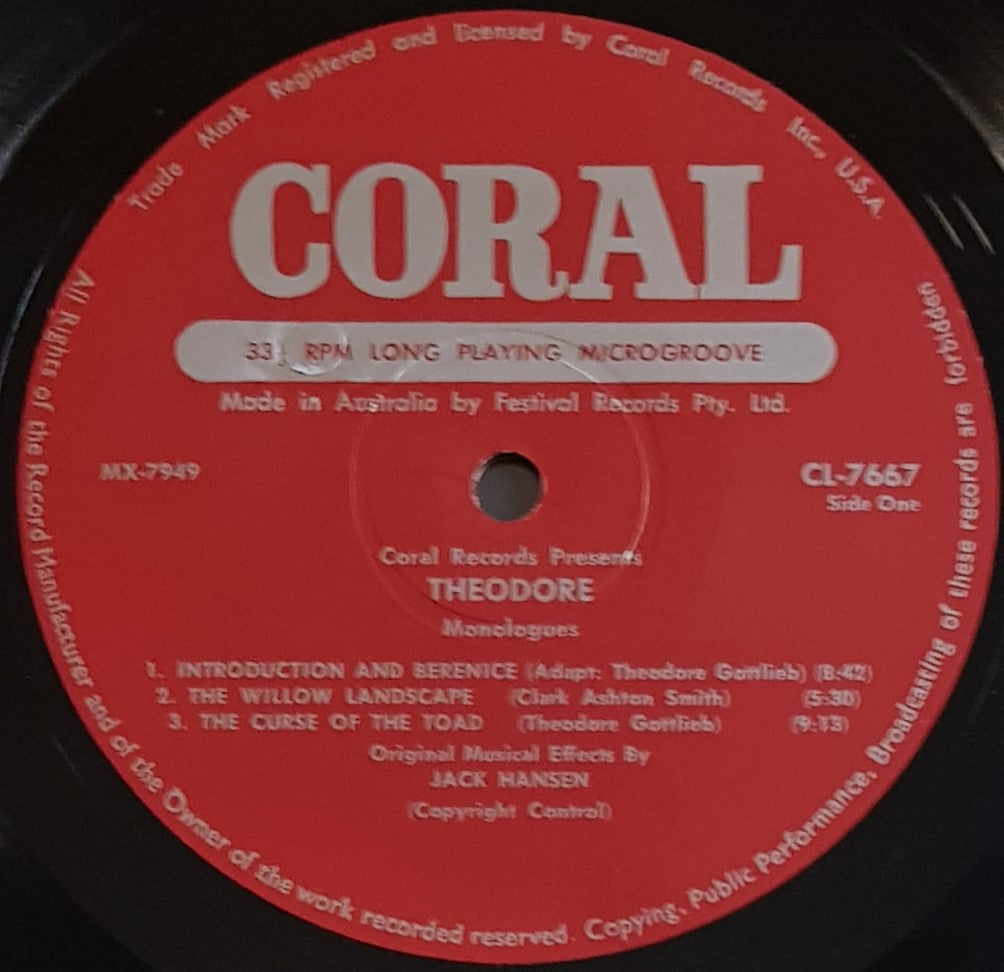 Trade Mark Registered and licensed by Coral Records Inc., U.S.A.
CORAL
33⅓ RPM LONG PLAYING MICROGROOVE
Made in Australia by Festival Records Pty. Ltd.
MX-7949
CL-7667
Side One
Coral Records Presents
THEODORE
Monologues
1. INTRODUCTION AND BERENICE (Adapt: Theodore Gottlieb) (8:42)
2. THE WILLOW LANDSCAPE (Clark Ashton Smith) (5:30)
3. THE CURSE OF THE TOAD (Theodore Gottlieb) (9:13)
Original Musical Effects By
JACK HANSEN
(Copyright Control)
All Rights of the Record Manufacturer and of the Owner of the work recorded reserved. Copying, Public Performance, Broadcasting of these records are forbidden